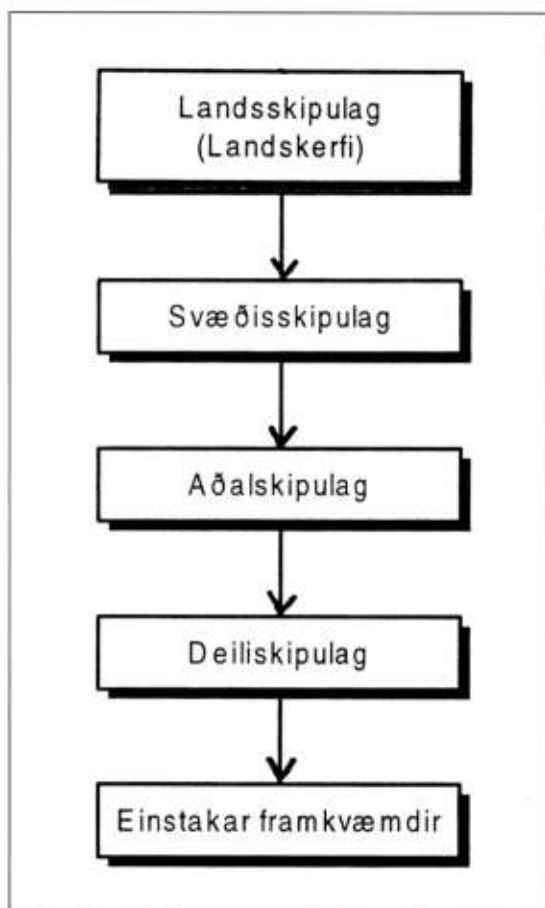 Landsskipulag
(Landskerfi)
Svæðisskipulag
Aðalskipulag
Deiliskipulag
Einstakar framkvæmdir